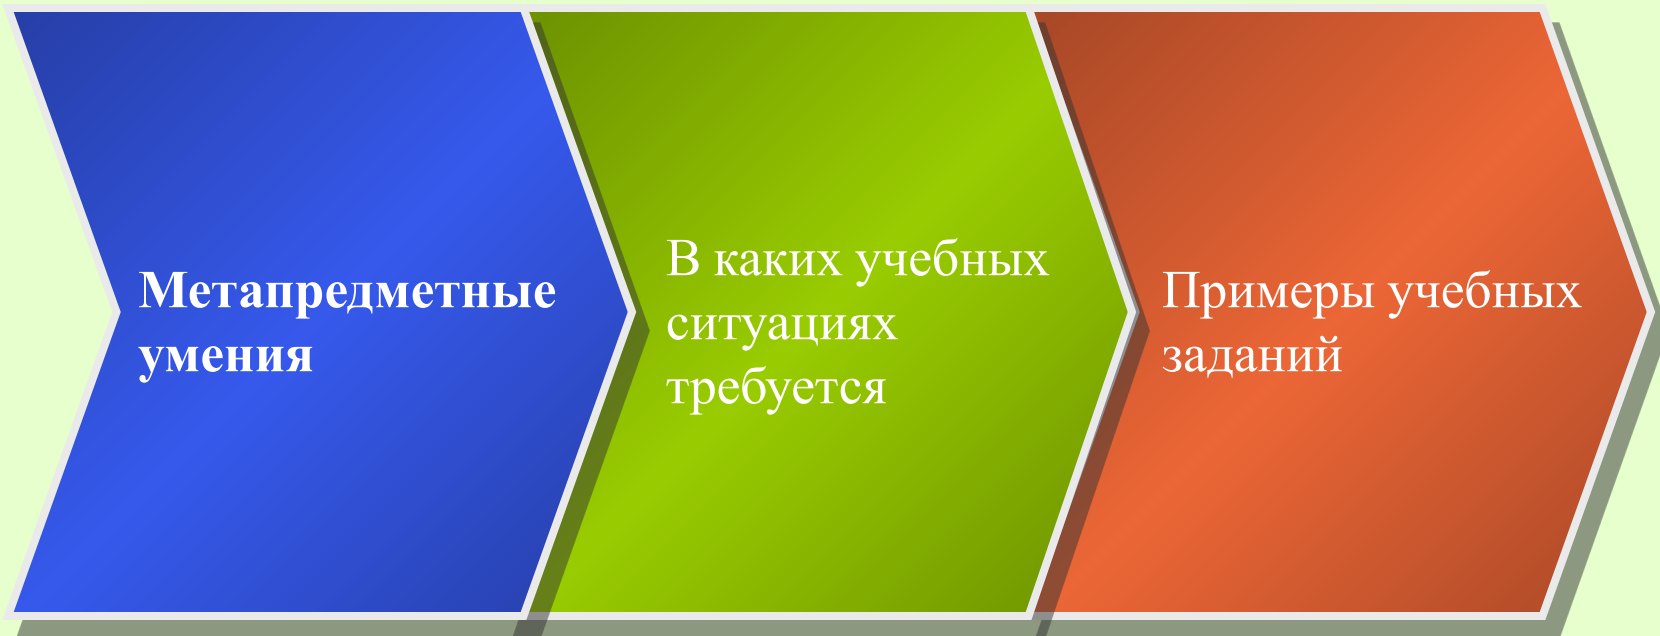 Метапредметные
умения
В каких учебных
ситуациях
требуется
Примеры учебных
заданий